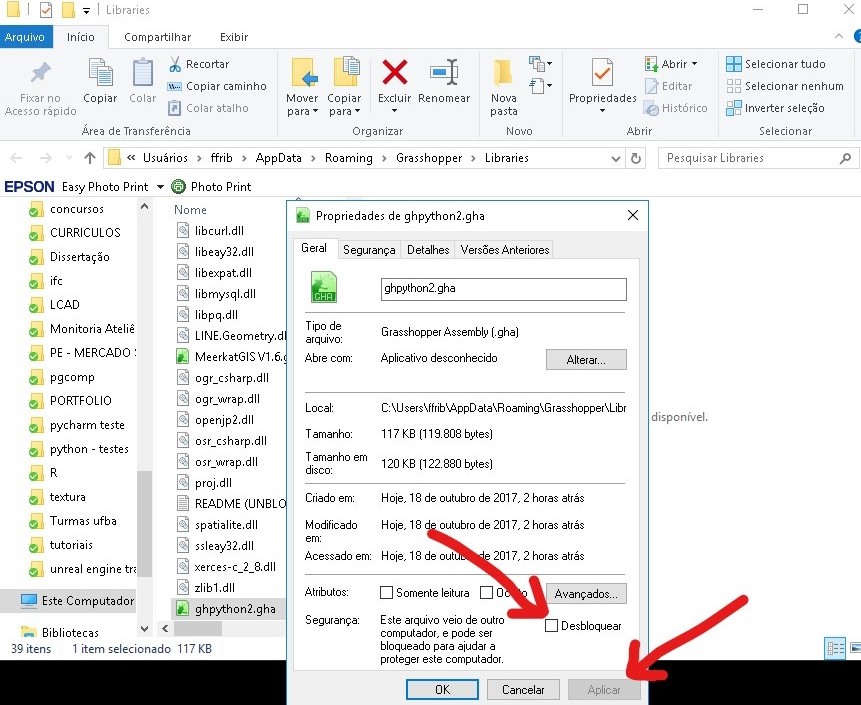 Libraries
Arquivo Início Compartilhar Exibir
Fixar no Acesso rápido
Copiar
Colar
Recortar
Copiar caminho
Colar atalho
Mover para
Copiar para
Excluir
Renomear
Nova pasta
Propriedades
Abrir
Editar
Histórico
Selecionar tudo
Selecionar nenhum
Inverter seleção
Área de Transferência
Organizar
Novo
Abrir
Selecionar
« Usuários > ffrib > AppData > Roaming > Grasshopper > Libraries
Pesquisar Libraries
EPSON Easy Photo Print Photo Print
concursos
CURRICULOS
Dissertação
ifc
LCAD
Monitoria Ateliê
PE - MERCADO
pgcomp
PORTFOLIO
pycharm teste
python - testes
R
textura
Turmas ufba
tutoriais
unreal engine tra
Este Computador
Bibliotecas
Nome
libcurl.dll
libeay32.dll
libexpat.dll
libmysql.dll
libpq.dll
LINE.Geometry.dl
MeerkatGIS V1.6.g
ogr_csharp.dll
ogr_wrap.dll
openjp2.dll
osr_csharp.dll
osr_wrap.dll
proj.dll
README (UNBLO
spatialite.dll
ssleay32.dll
xerces-c_2_8.dll
zlib1.dll
ghpython2.gha
disponível.
39 itens 1 item selecionado 117 KB
Propriedades de ghpython2.gha
Geral Segurança Detalhes Versões Anteriores
GHA
ghpython2.gha
Tipo de arquivo: Grasshopper Assembly (.gha)
Abre com: Aplicativo desconhecido Alterar...
Local: C:\Users\ffrib\AppData\Roaming\Grasshopper\Libr
Tamanho: 117 KB (119.808 bytes)
Tamanho em disco: 120 KB (122.880 bytes)
Criado em: Hoje, 18 de outubro de 2017, 2 horas atrás
Modificado em: Hoje, 18 de outubro de 2017, 2 horas atrás
Acessado em: Hoje, 18 de outubro de 2017, 2 horas atrás
Atributos: Somente leitura Oculto Avançados...
Segurança: Este arquivo veio de outro
computador, e pode ser
bloqueado para ajudar a
proteger este computador.
Desbloquear
OK Cancelar Aplicar